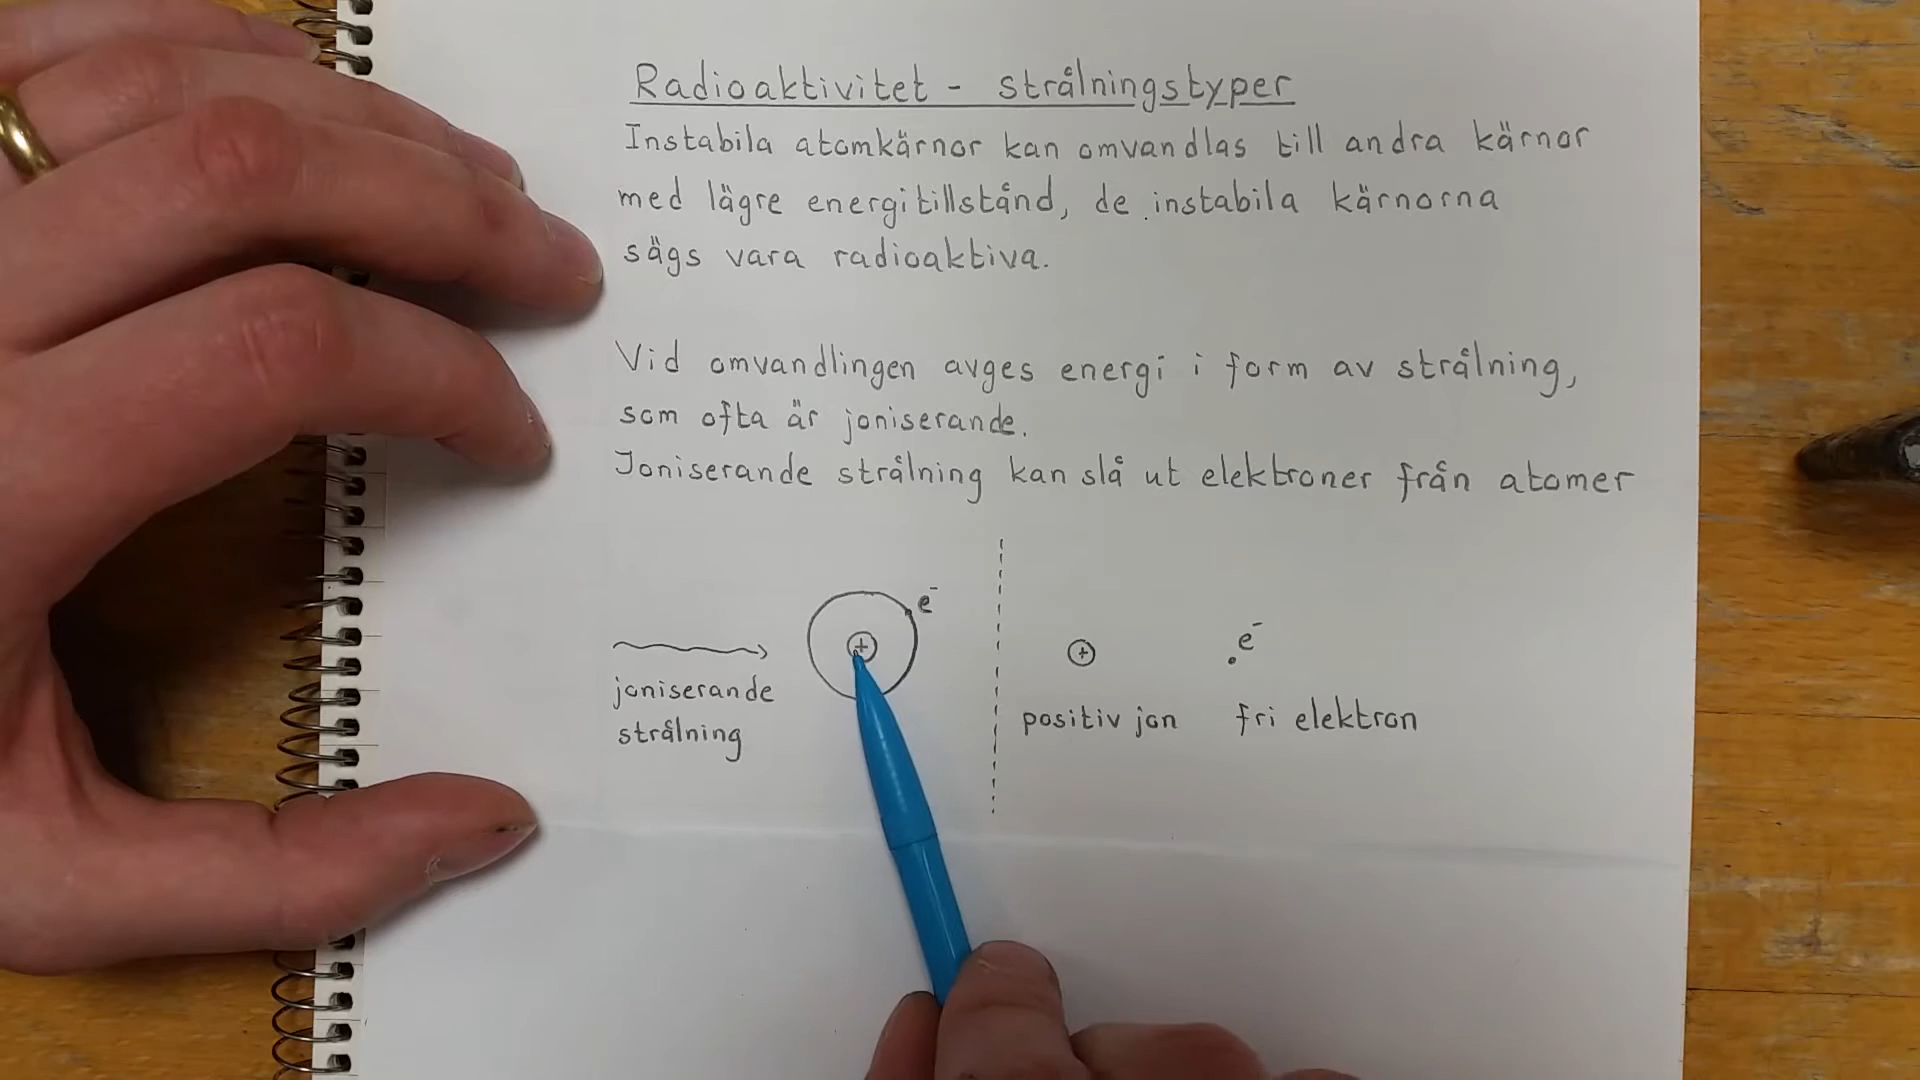 Radioaktivitet - strålningstyper
Instabila atomkärnor kan omvandlas till andra kärnor
med lägre energitillstånd, de instabila kärnorna
sägs vara radioaktiva.
Vid omvandlingen avges energi i form av strålning,
som ofta är joniserande.
Joniserande strålning kan slå ut elektroner från atomer
e⁻
+
joniserande
strålning
+
e⁻
positiv jon
fri elektron